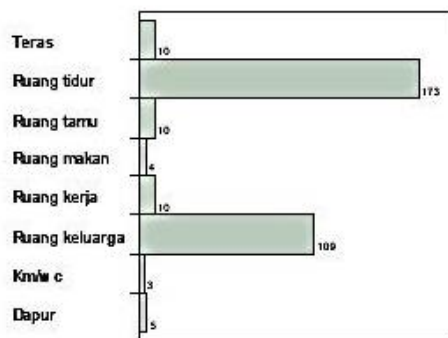 Teras
10
Ruang tidur
173
Ruang tamu
10
Ruang makan
4
Ruang kerja
10
Ruang keluarga
109
Km/w c
3
Dapur
5